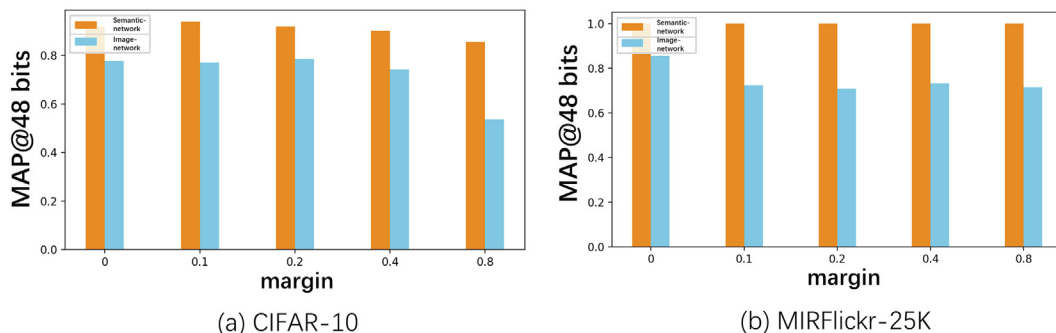 Semantic-
network
Image-
network
MAP@48 bits
0.8
0.6
0.4
0.2
0.0
0 0.1 0.2 0.4 0.8
margin
(a) CIFAR-10
Semantic-
network
Image-
network
MAP@48 bits
1.0
0.8
0.6
0.4
0.2
0.0
0 0.1 0.2 0.4 0.8
margin
(b) MIRFlickr-25K